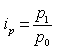 i_p = p_1 / p_0